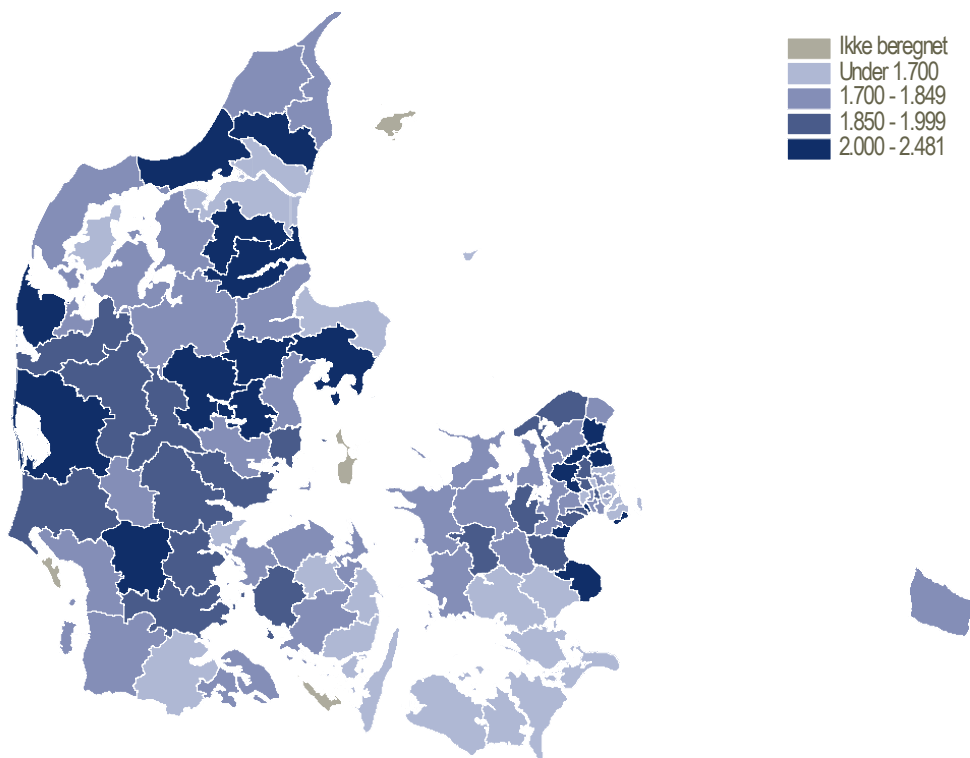 Ikke beregnet
Under 1.700
1.700 - 1.849
1.850 - 1.999
2.000 - 2.481